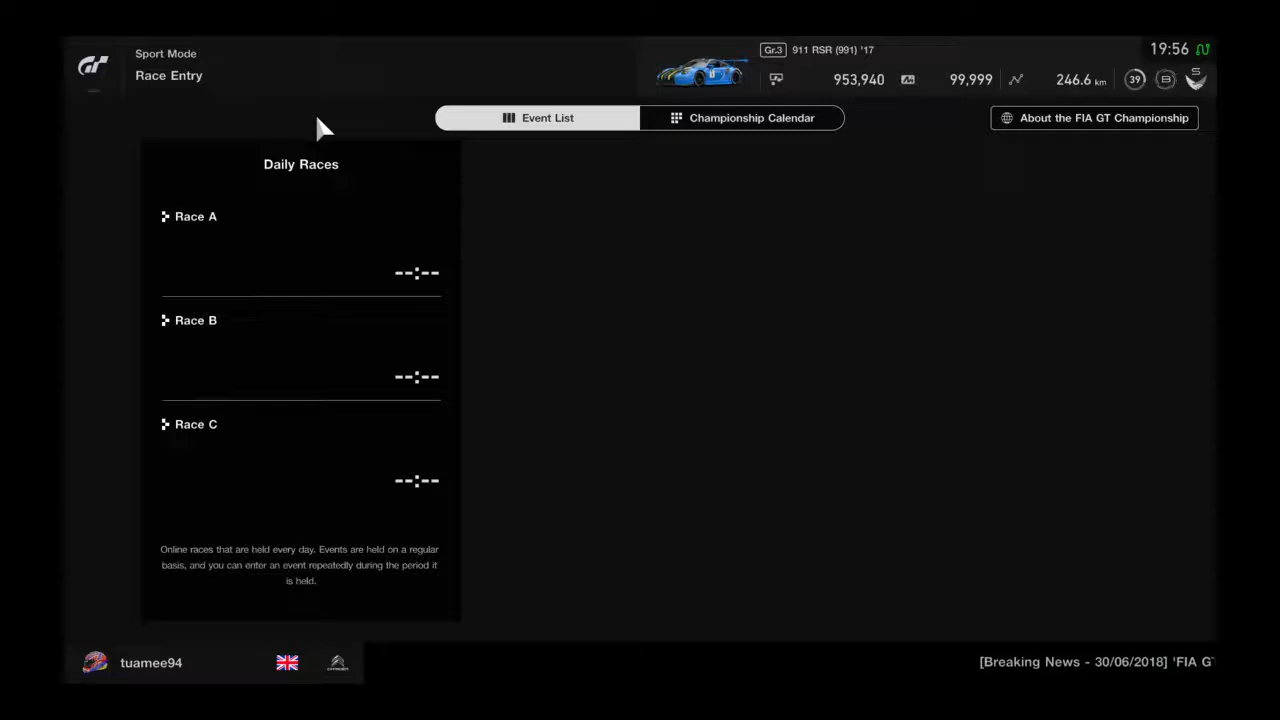 Sport Mode
Race Entry
Gr.3 911 RSR (991) '17
953,940
99,999
246.6 km
39
B
S
19:56
Event List
Championship Calendar
About the FIA GT Championship
Daily Races
Race A
--:--
Race B
--:--
Race C
--:--
Online races that are held every day. Events are held on a regular
basis, and you can enter an event repeatedly during the period it
is held.
tuamee94
[Breaking News - 30/06/2018] 'FIA G